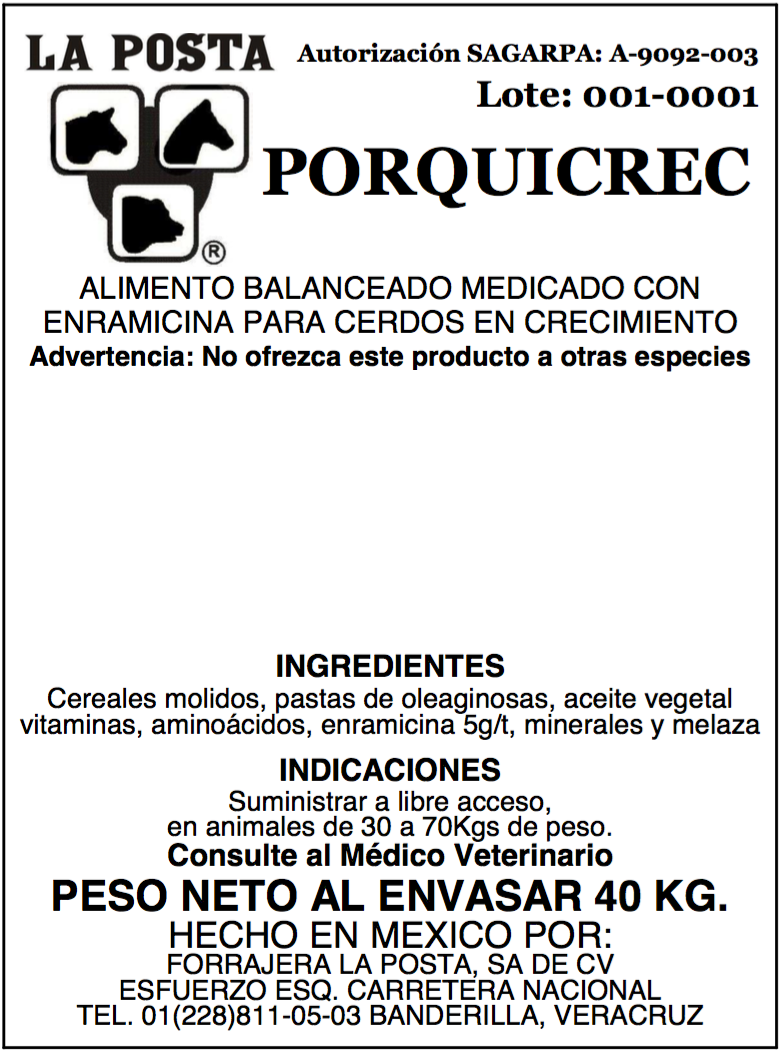 LA POSTA
Autorización SAGARPA: A-9092-003
Lote: 001-0001
PORQUICREC
®
ALIMENTO BALANCEADO MEDICADO CON
ENRAMICINA PARA CERDOS EN CRECIMIENTO
Advertencia: No ofrezca este producto a otras especies
INGREDIENTES
Cereales molidos, pastas de oleaginosas, aceite vegetal
vitaminas, aminoácidos, enramicina 5g/t, minerales y melaza
INDICACIONES
Suministrar a libre acceso,
en animales de 30 a 70Kgs de peso.
Consulte al Médico Veterinario
PESO NETO AL ENVASAR 40 KG.
HECHO EN MEXICO POR:
FORRAJERA LA POSTA, SA DE CV
ESFUERZO ESQ. CARRETERA NACIONAL
TEL. 01(228)811-05-03 BANDERILLA, VERACRUZ